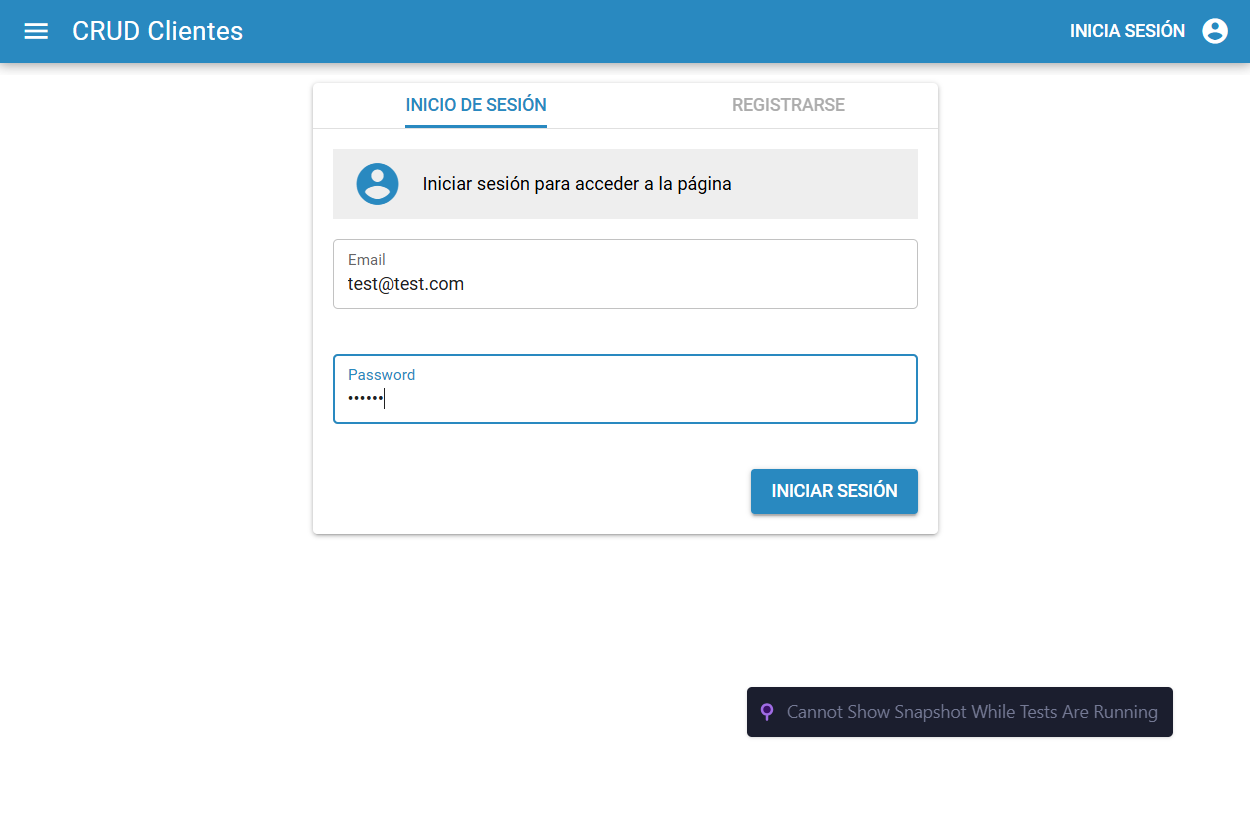 CRUD Clientes
INICIA SESIÓN
INICIO DE SESIÓN
REGISTRARSE
Iniciar sesión para acceder a la página
Email
test@test.com
Password
••••••
INICIAR SESIÓN
Cannot Show Snapshot While Tests Are Running